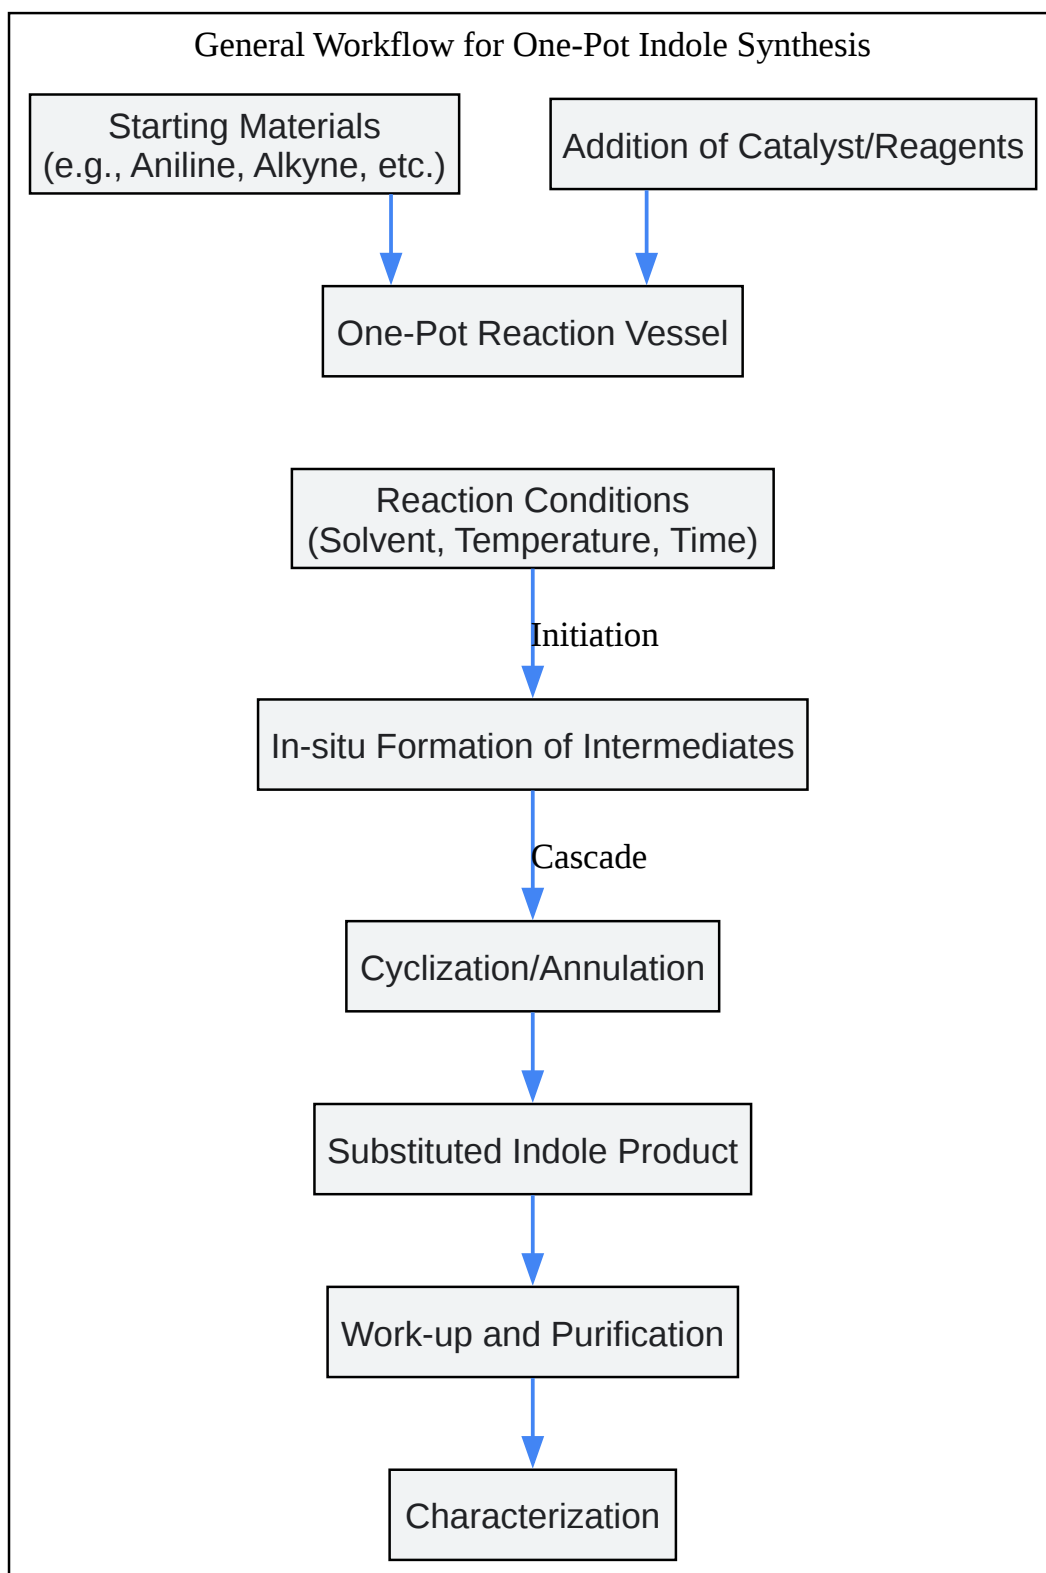 General Workflow for One-Pot Indole Synthesis
Starting Materials
(e.g., Aniline, Alkyne, etc.)
Addition of Catalyst/Reagents
One-Pot Reaction Vessel
Reaction Conditions
(Solvent, Temperature, Time)
Initiation
In-situ Formation of Intermediates
Cascade
Cyclization/Annulation
Substituted Indole Product
Work-up and Purification
Characterization